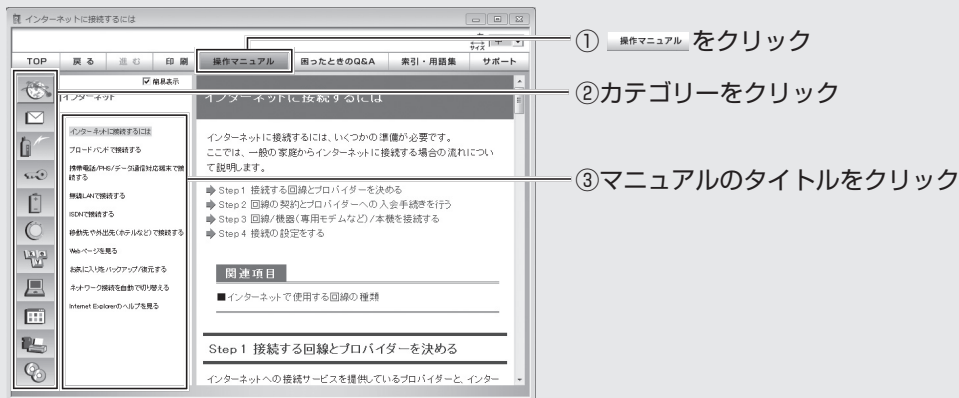 インターネットに接続するには
サイズ 中
TOP 戻る 進む 印刷 操作マニュアル 困ったときのQ&A 索引・用語集 サポート
簡易表示
インターネット
インターネットに接続するには
ブロードバンドで接続する
携帯電話/PHS/データ通信対応端末で接
続する
無線LANで接続する
ISDNで接続する
移動先や外出先(ホテルなど)で接続する
Webページを見る
お気に入りをバックアップ/復元する
ネットワーク接続を自動で切り替える
Internet Explorerのヘルプを見る
インターネットに接続するには
インターネットに接続するには、いくつかの準備が必要です。
ここでは、一般の家庭からインターネットに接続する場合の流れについ
て説明します。
Step1 接続する回線とプロバイダーを決める
Step2 回線の契約とプロバイダーへの入会手続きを行う
Step3 回線/機器(専用モデムなど)/本機を接続する
Step4 接続の設定をする
関連項目
■インターネットで使用する回線の種類
Step1 接続する回線とプロバイダーを決める
インターネットへの接続サービスを提供しているプロバイダーと、インター
① 操作マニュアル をクリック
②カテゴリーをクリック
③マニュアルのタイトルをクリック